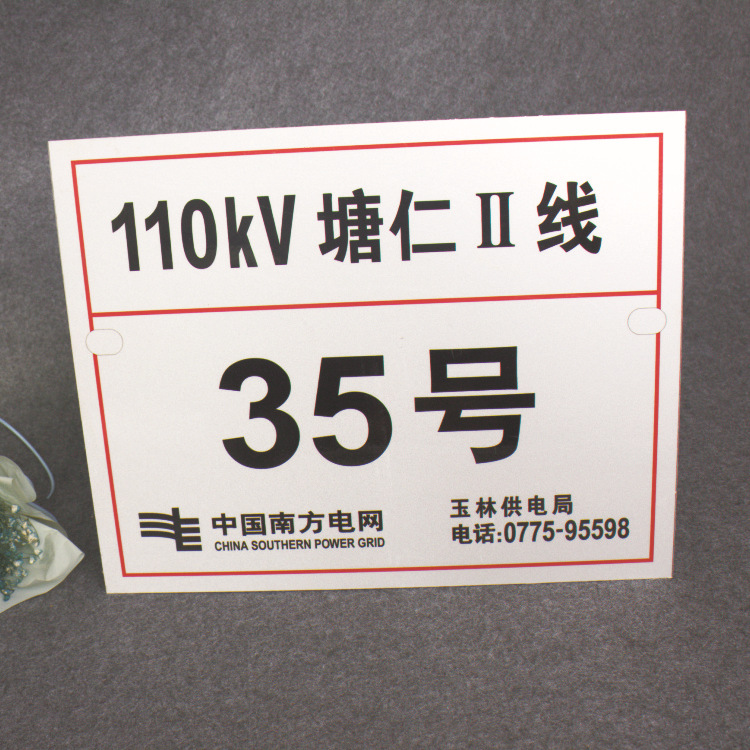 110kV 塘仁Ⅱ线
35号
中国南方电网
CHINA SOUTHERN POWER GRID
玉林供电局
电话:0775-95598